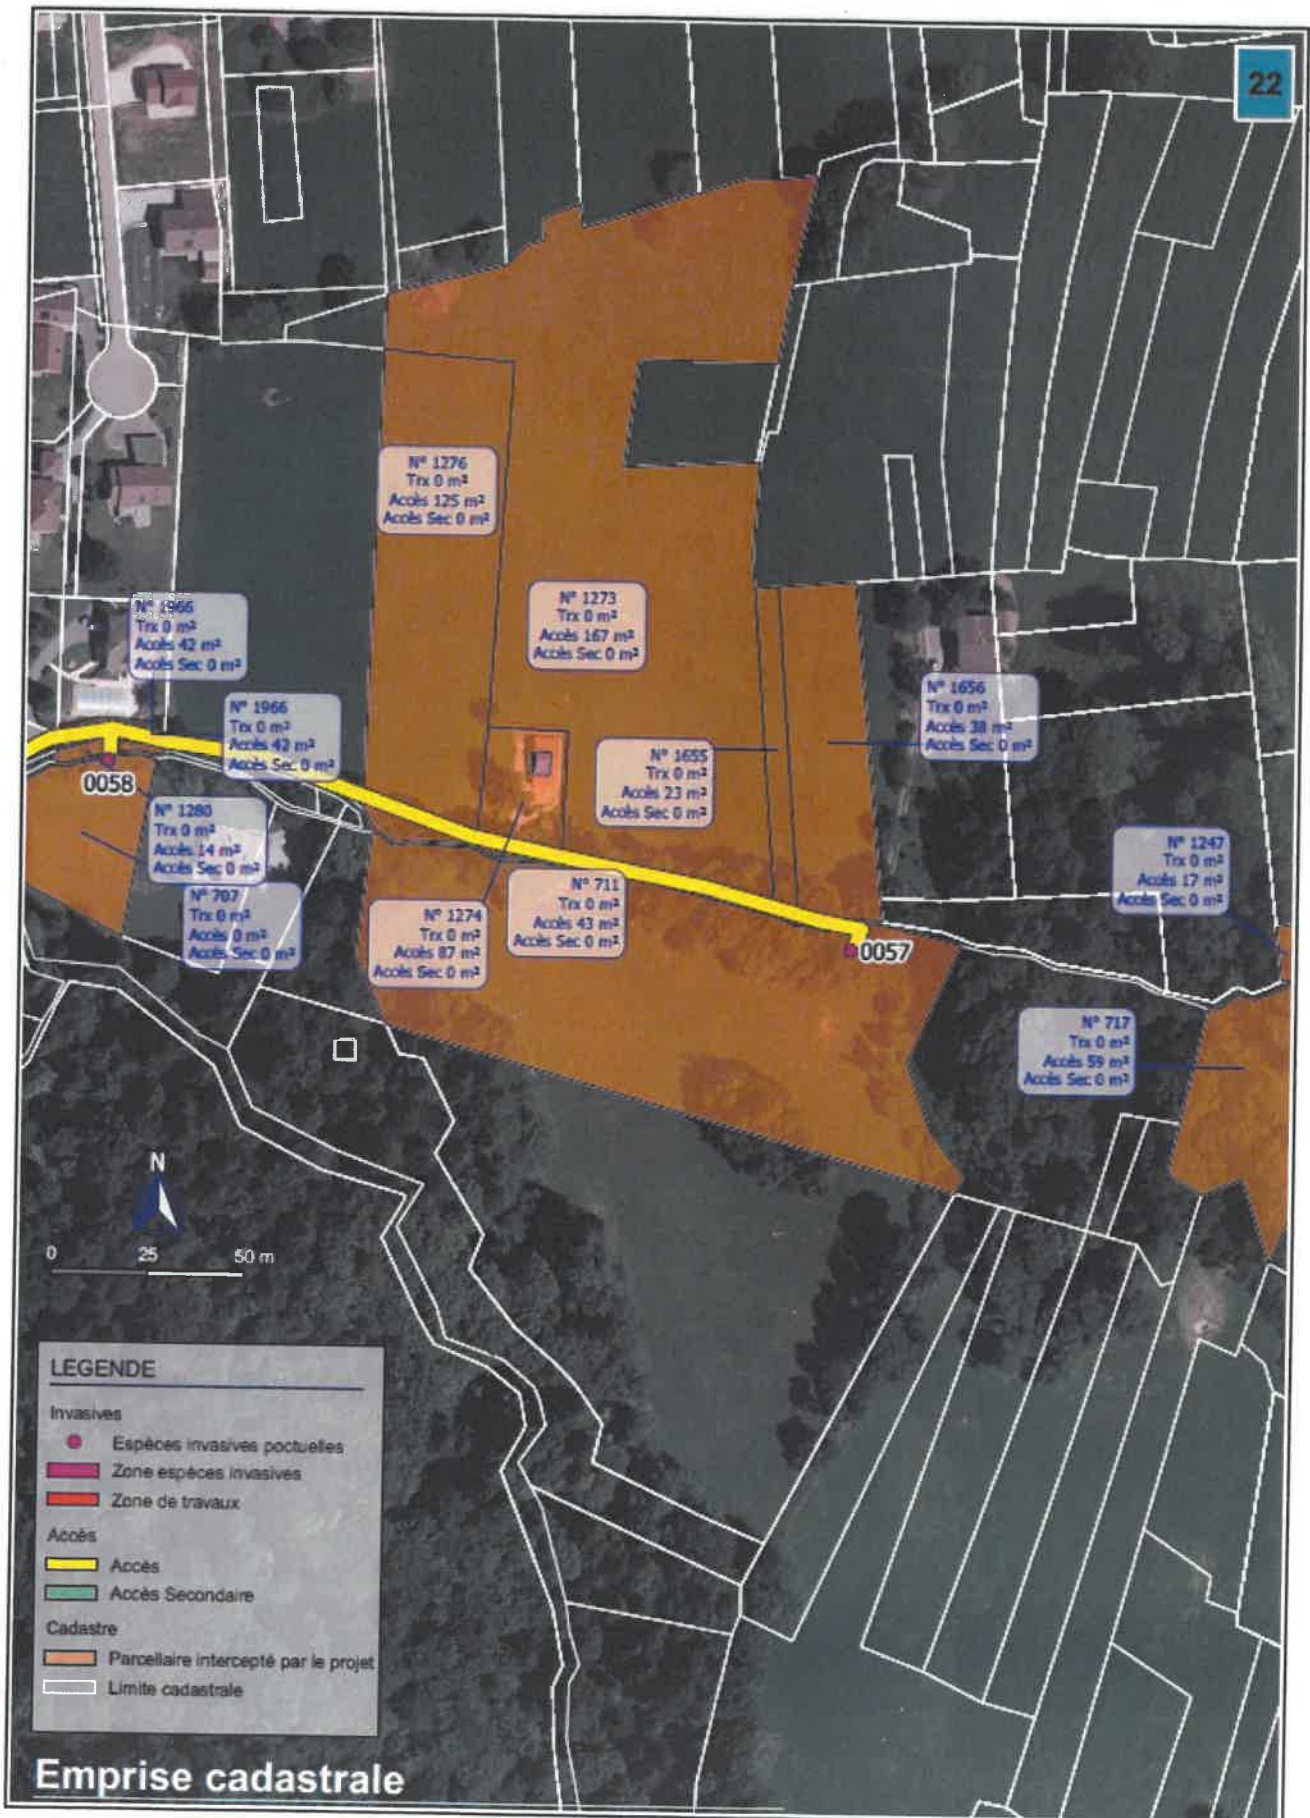 22
N° 1276
Trx 0 m²
Accès 125 m²
Accès Sec 0 m²
N° 1273
Trx 0 m²
Accès 167 m²
Accès Sec 0 m²
N° 1966
Trx 0 m²
Accès 42 m²
Accès Sec 0 m²
N° 1966
Trx 0 m²
Accès 42 m²
Accès Sec 0 m²
N° 1656
Trx 0 m²
Accès 38 m²
Accès Sec 0 m²
N° 1655
Trx 0 m²
Accès 23 m²
Accès Sec 0 m²
0058
N° 1280
Trx 0 m²
Accès 14 m²
Accès Sec 0 m²
N° 707
Trx 0 m²
Accès 0 m²
Accès Sec 0 m²
N° 1274
Trx 0 m²
Accès 87 m²
Accès Sec 0 m²
N° 711
Trx 0 m²
Accès 43 m²
Accès Sec 0 m²
0057
N° 1247
Trx 0 m²
Accès 17 m²
Accès Sec 0 m²
N° 717
Trx 0 m²
Accès 59 m²
Accès Sec 0 m²
N
0 25 50 m
LEGENDE
Invasives
Espèces invasives poctuelles
Zone espèces invasives
Zone de travaux
Accès
Accès
Accès Secondaire
Cadastre
Parcellaire intercepté par le projet
Limite cadastrale
Emprise cadastrale